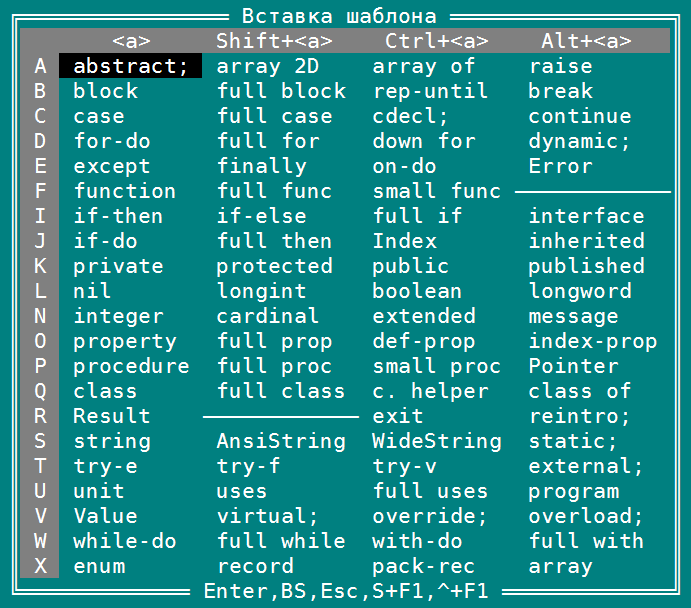 Вставка шаблона
<a> Shift+<a> Ctrl+<a> Alt+<a>
A abstract; array 2D array of raise
B block full block rep-until break
C case full case cdecl; continue
D for-do full for down for dynamic;
E except finally on-do Error
F function full func small func
I if-then if-else full if interface
J if-do full then Index inherited
K private protected public published
L nil longint boolean longword
N integer cardinal extended message
O property full prop def-prop index-prop
P procedure full proc small proc Pointer
Q class full class c. helper class of
R Result exit reintro;
S string AnsiString WideString static;
T try-e try-f try-v external;
U unit uses full uses program
V Value virtual; override; overload;
W while-do full while with-do full with
X enum record pack-rec array
Enter,BS,Esc,S+F1,^+F1